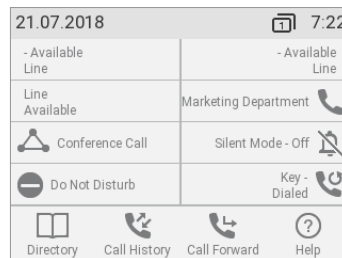 21.07.2018
1
7:22
- Available
Line
- Available
Line
Line
Available
Marketing Department
Conference Call
Silent Mode - Off
Do Not Disturb
Key -
Dialed
Directory
Call History
Call Forward
Help